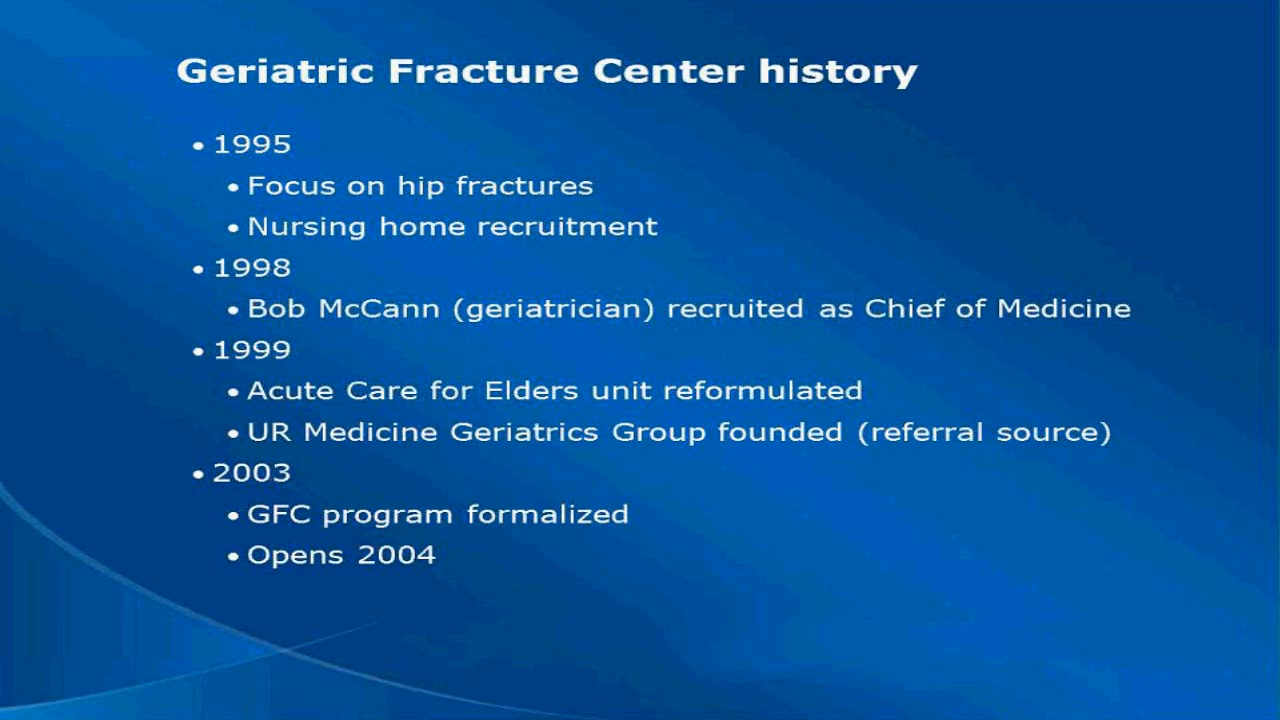 Geriatric Fracture Center history
• 1995
• Focus on hip fractures
• Nursing home recruitment
• 1998
• Bob McCann (geriatrician) recruited as Chief of Medicine
• 1999
• Acute Care for Elders unit reformulated
• UR Medicine Geriatrics Group founded (referral source)
• 2003
• GFC program formalized
• Opens 2004